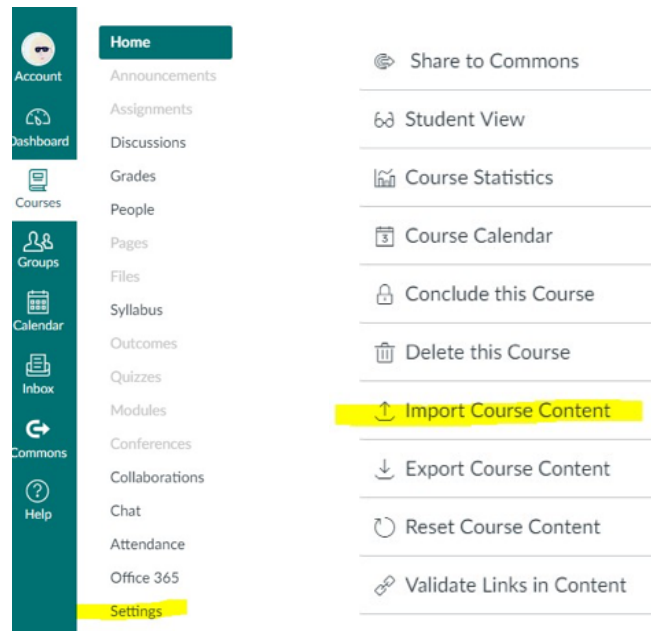 Account
Dashboard
Courses
Groups
Calendar
Inbox
Commons
Help
Home
Announcements
Assignments
Discussions
Grades
People
Pages
Files
Syllabus
Outcomes
Quizzes
Modules
Conferences
Collaborations
Chat
Attendance
Office 365
Settings
Share to Commons
Student View
Course Statistics
3
Course Calendar
Conclude this Course
Delete this Course
Import Course Content
Export Course Content
Reset Course Content
Validate Links in Content